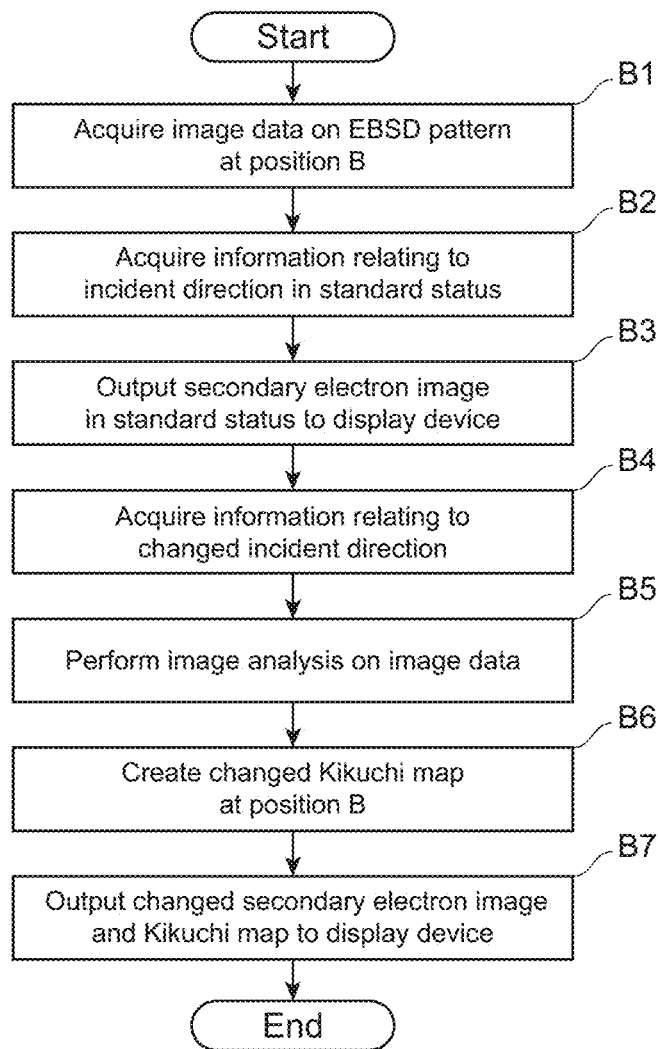 Start
B1
Acquire image data on EBSD pattern
at position B
B2
Acquire information relating to
incident direction in standard status
B3
Output secondary electron image
in standard status to display device
B4
Acquire information relating to
changed incident direction
B5
Perform image analysis on image data
B6
Create changed Kikuchi map
at position B
B7
Output changed secondary electron image
and Kikuchi map to display device
End